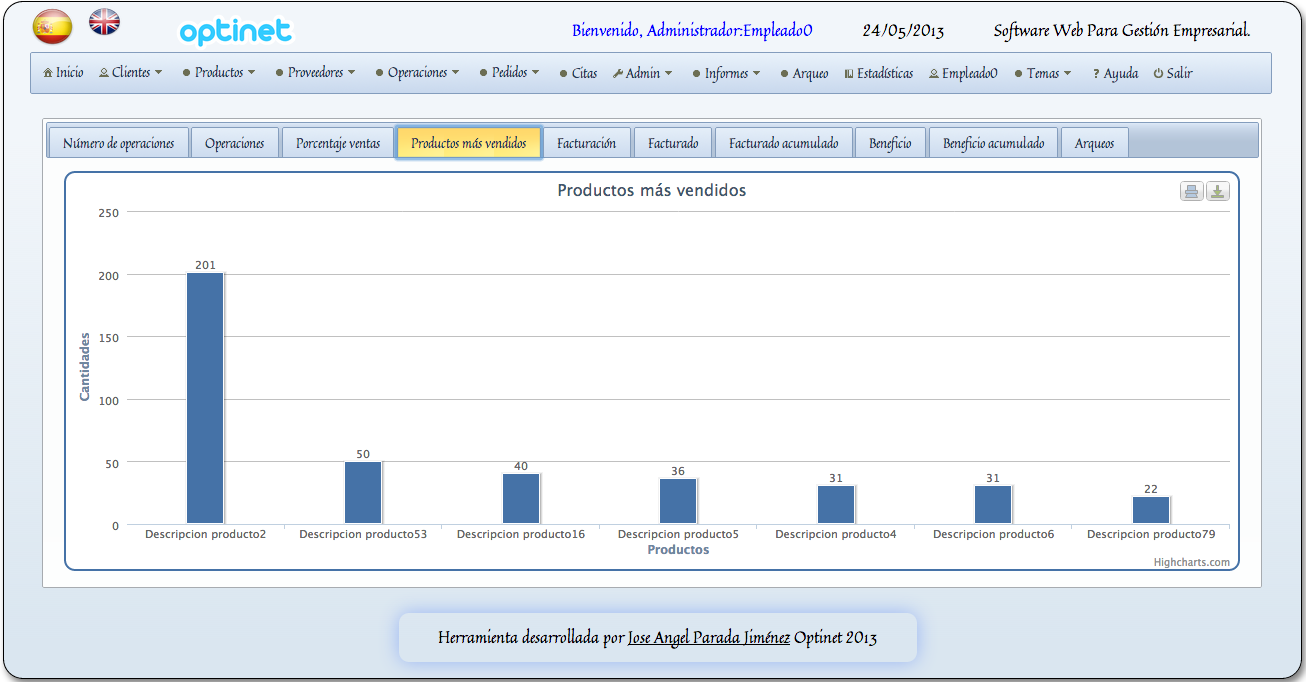 optinet
Bienvenido, Administrador:Empleado0 24/05/2013 Software Web Para Gestión Empresarial.
Inicio Clientes Productos Proveedores Operaciones Pedidos Citas Admin Informes Arqueo Estadísticas Empleado0 Temas ? Ayuda Salir
Número de operaciones Operaciones Porcentaje ventas Productos más vendidos Facturación Facturado Facturado acumulado Beneficio Beneficio acumulado Arqueos
Productos más vendidos
Cantidades
250
200
150
100
50
0
201
50
40
36
31
31
22
Descripcion producto2 Descripcion producto53 Descripcion producto16 Descripcion producto5 Descripcion producto4 Descripcion producto6 Descripcion producto79
Productos
Highcharts.com
Herramienta desarrollada por Jose Angel Parada Jiménez Optinet 2013